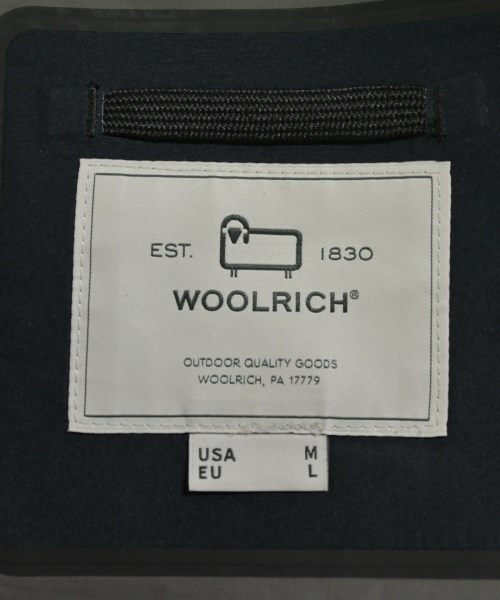 EST. 1830
WOOLRICH®
OUTDOOR QUALITY GOODS
WOOLRICH, PA 17779
USA M
EU L